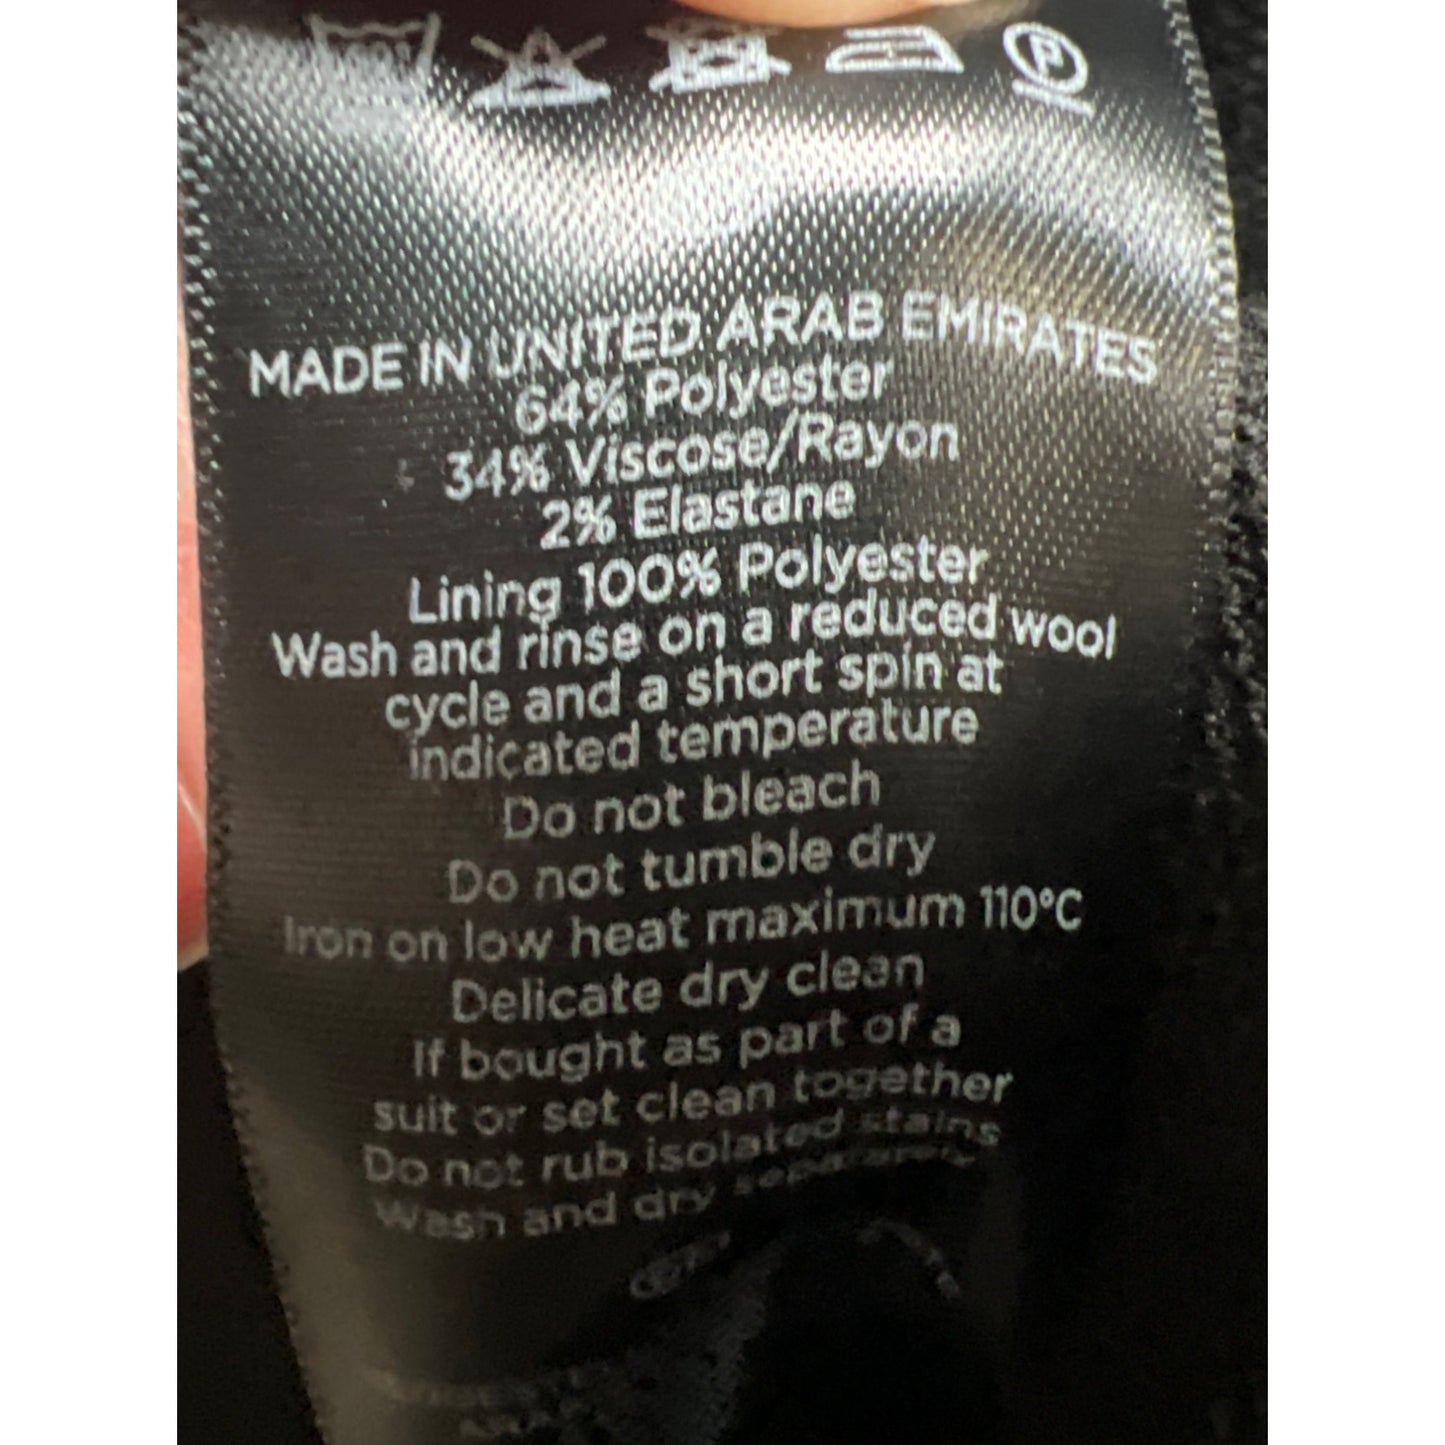 MADE IN UNITED ARAB EMIRATES
64% Polyester
34% Viscose/Rayon
2% Elastane
Lining 100% Polyester
Wash and rinse on a reduced wool
cycle and a short spin at
indicated temperature
Do not bleach
Do not tumble dry
Iron on low heat maximum 110°C
Delicate dry clean
If bought as part of a
suit or set clean together
Do not rub isolated stains
Wash and dry separately